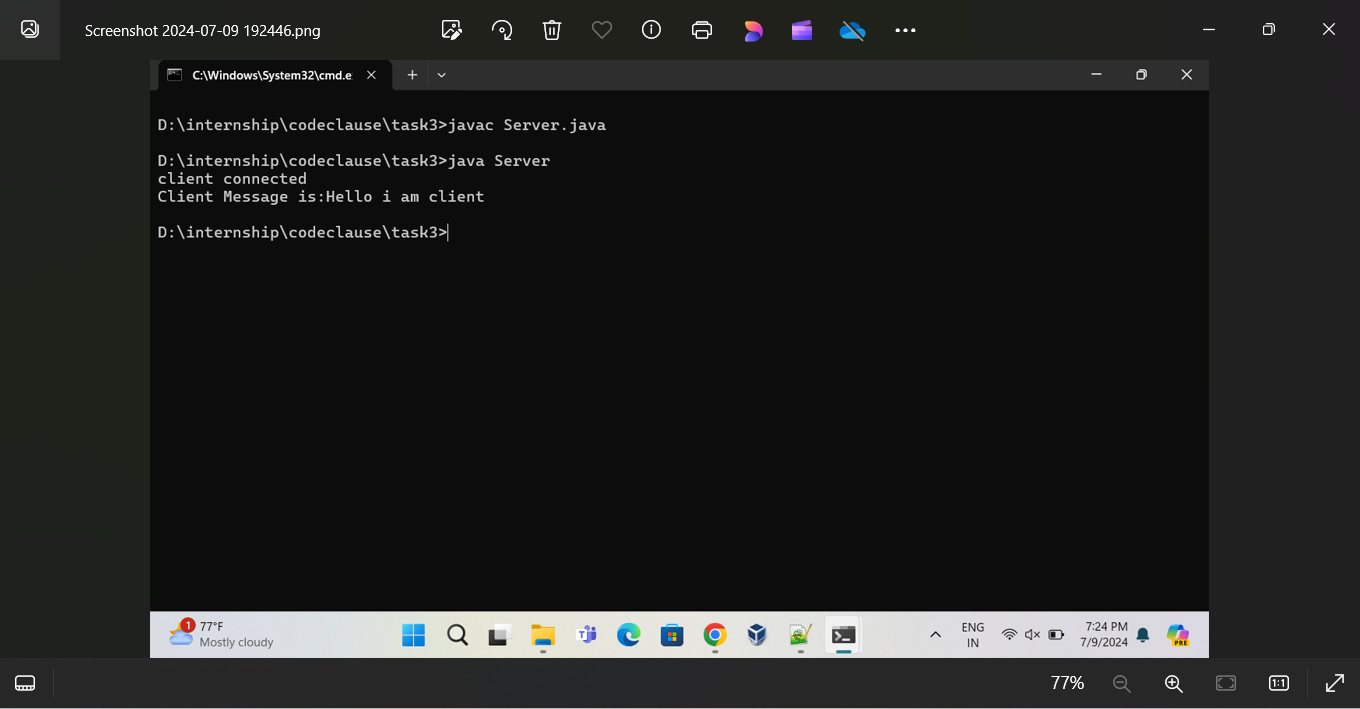 Screenshot 2024-07-09 192446.png
C:\Windows\System32\cmd.e
D:\internship\codeclause\task3>javac Server.java
D:\internship\codeclause\task3>java Server
client connected
Client Message is:Hello i am client
D:\internship\codeclause\task3>
1
77°F
Mostly cloudy
ENG
IN
7:24 PM
7/9/2024
PRE
77%
1:1